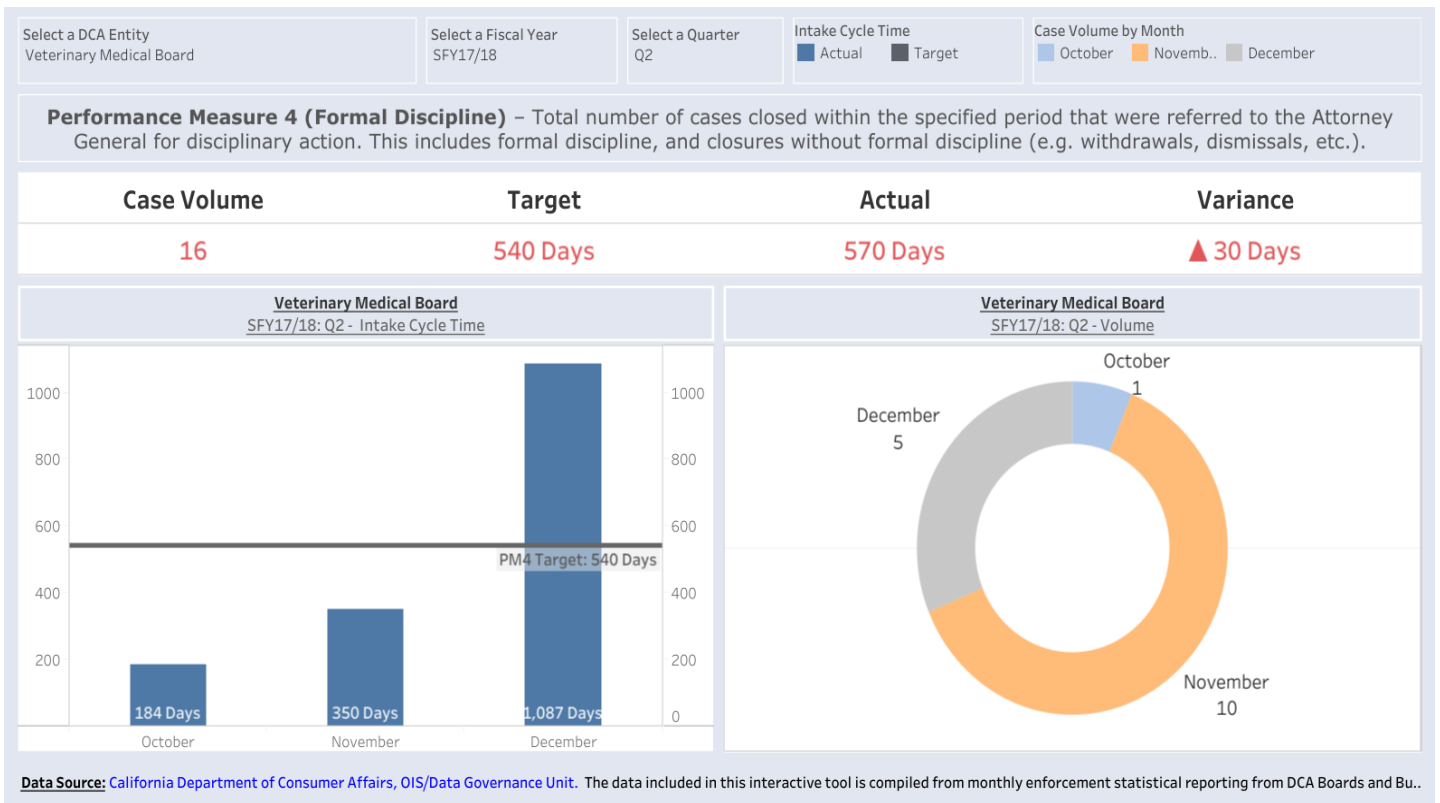 Select a DCA Entity
Veterinary Medical Board
Select a Fiscal Year
SFY17/18
Select a Quarter
Q2
Intake Cycle Time
Actual Target
Case Volume by Month
October Novemb.. December
Performance Measure 4 (Formal Discipline) – Total number of cases closed within the specified period that were referred to the Attorney
General for disciplinary action. This includes formal discipline, and closures without formal discipline (e.g. withdrawals, dismissals, etc.).
Case Volume Target Actual Variance
16 540 Days 570 Days ▲ 30 Days
Veterinary Medical Board
SFY17/18: Q2 - Intake Cycle Time
1000
800
600
400
200
PM4 Target: 540 Days
184 Days 350 Days 1,087 Days
October November December
1000
800
600
400
200
0
Veterinary Medical Board
SFY17/18: Q2 - Volume
October
1
December
5
November
10
Data Source: California Department of Consumer Affairs, OIS/Data Governance Unit. The data included in this interactive tool is compiled from monthly enforcement statistical reporting from DCA Boards and Bu..